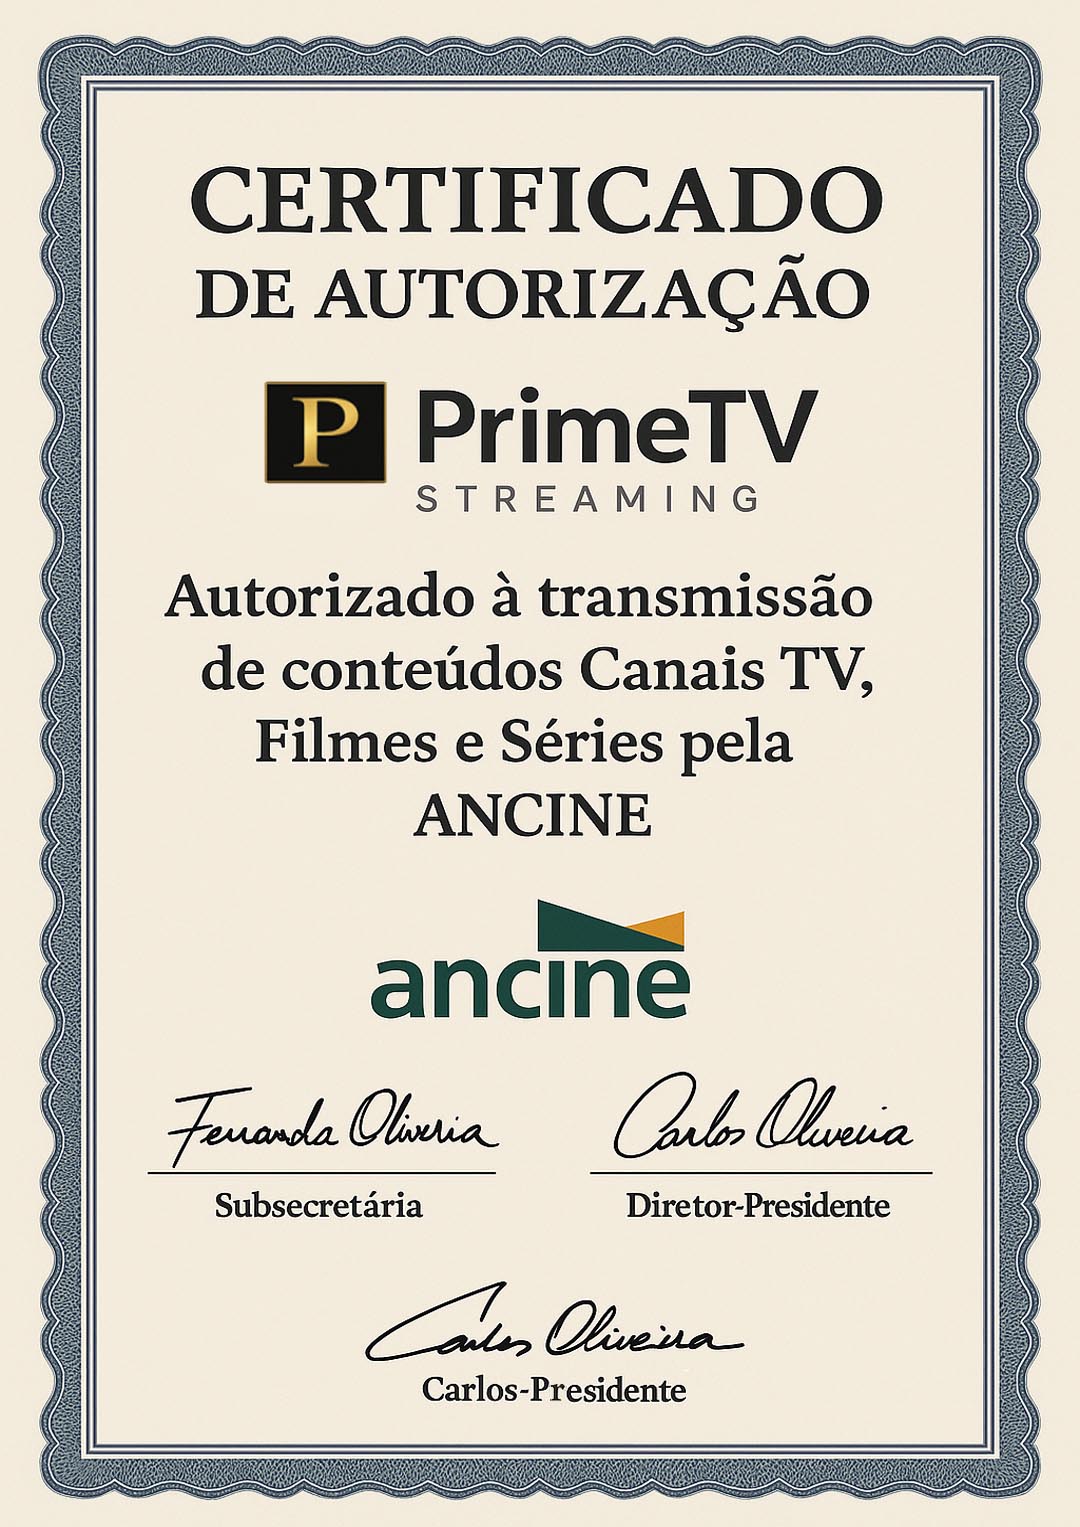 CERTIFICADO
DE AUTORIZAÇÃO
P PrimeTV
STREAMING
Autorizado à transmissão
de conteúdos Canais TV,
Filmes e Séries pela
ANCINE
ancine
Fernanda Oliveria
Carlos Oliveira
Subsecretária
Diretor-Presidente
Carlos Oliveira
Carlos-Presidente